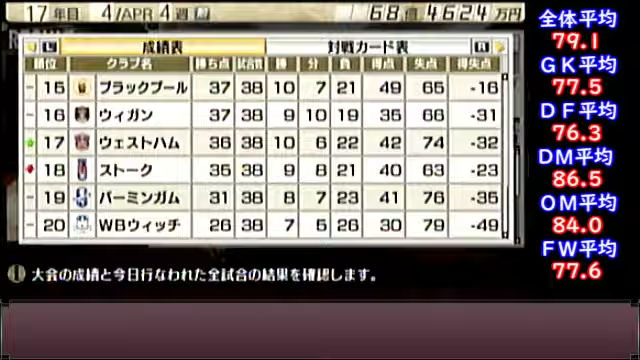 17年目 4/APR 4週 68億4624万円
L 成績表 対戦カード表 R
順位 クラブ名 勝ち点 試合数 勝 分 負 得点 失点 得失点
15 ブラックプール 37 38 10 7 21 49 65 -16
16 ウィガン 37 38 9 10 19 35 66 -31
17 ウェストハム 36 38 10 6 22 42 74 -32
18 ストーク 35 38 9 8 21 40 63 -23
19 バーミンガム 31 38 8 7 23 41 76 -35
20 WBウィッチ 26 38 7 5 26 30 79 -49
大会の成績と今日行なわれた全試合の結果を確認します。
全体平均
79.1
GK平均
77.5
DF平均
76.3
DM平均
86.5
OM平均
84.0
FW平均
77.6